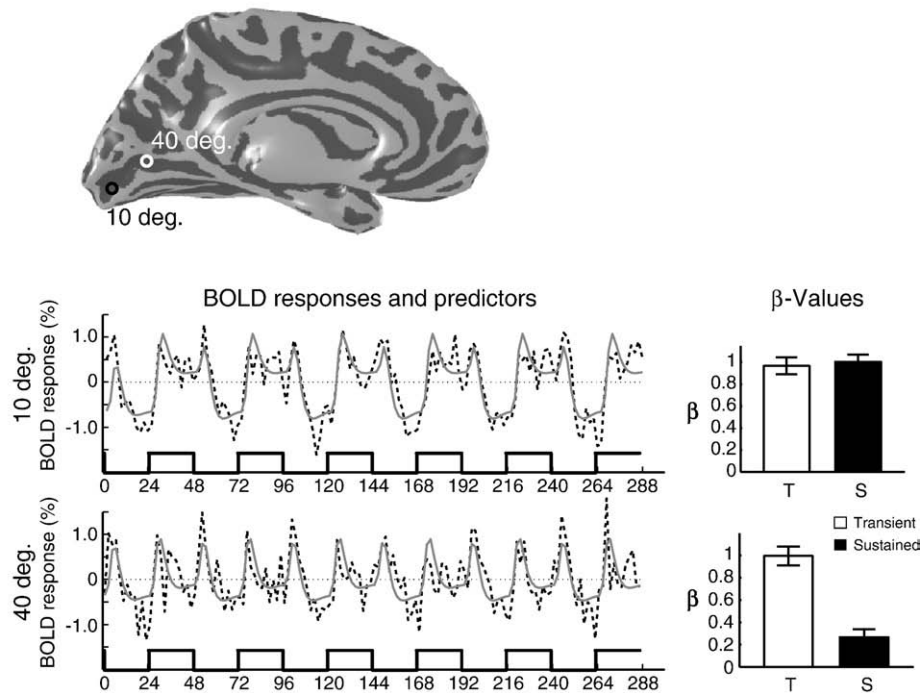 40 deg.
10 deg.
BOLD responses and predictors
β-Values
10 deg.
BOLD response (%)
1.0
0
-1.0
0 24 48 72 96 120 144 168 192 216 240 264 288
β
1
0.8
0.6
0.4
0.2
0
T S
40 deg.
BOLD response (%)
1.0
0
-1.0
0 24 48 72 96 120 144 168 192 216 240 264 288
Transient
Sustained
β
1
0.8
0.6
0.4
0.2
0
T S